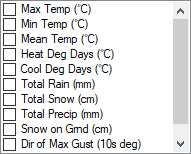 Max Temp (°C)
Min Temp (°C)
Mean Temp (°C)
Heat Deg Days (°C)
Cool Deg Days (°C)
Total Rain (mm)
Total Snow (cm)
Total Precip (mm)
Snow on Grnd (cm)
Dir of Max Gust (10s deg)